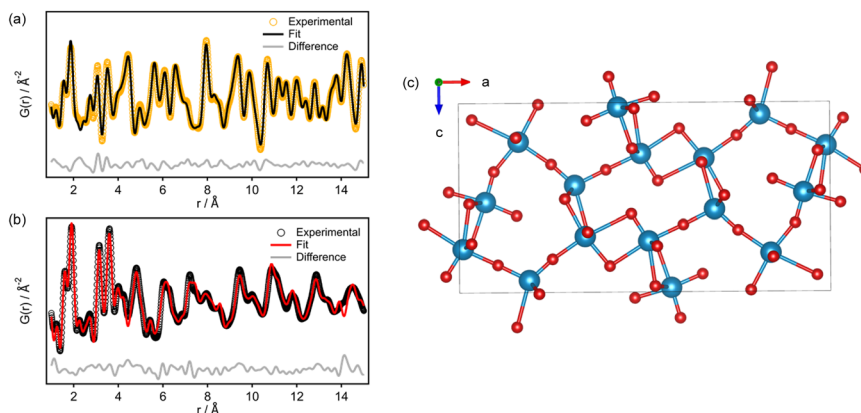 (a)
Experimental
Fit
Difference
G(r) / Å⁻²
2 4 6 8 10 12 14
r / Å
(b)
Experimental
Fit
Difference
G(r) / Å⁻²
2 4 6 8 10 12 14
r / Å
(c)
a
c